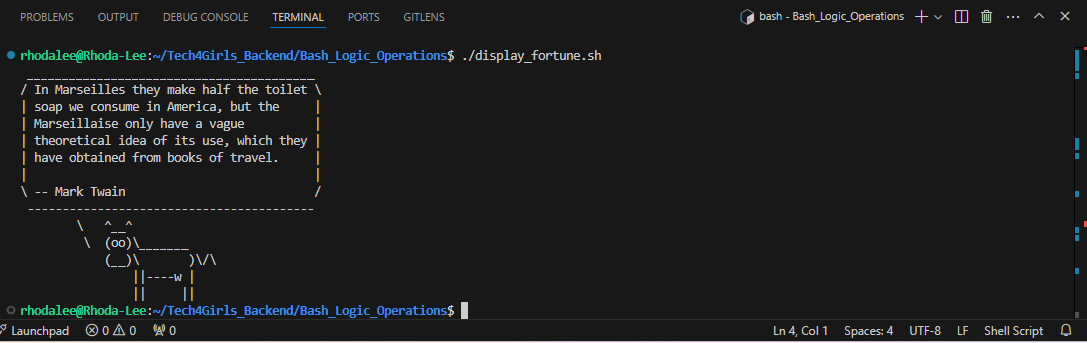 PROBLEMS OUTPUT DEBUG CONSOLE TERMINAL PORTS GITLENS bash - Bash_Logic_Operations
rhodalee@Rhoda-Lee:~/Tech4Girls_Backend/Bash_Logic_Operations$ ./display_fortune.sh
 _________________________________________
/ In Marseilles they make half the toilet \
| soap we consume in America, but the     |
| Marseillaise only have a vague          |
| theoretical idea of its use, which they |
| have obtained from books of travel.     |
|                                         |
\ -- Mark Twain                           /
 -----------------------------------------
        \   ^__^
         \  (oo)\_______
            (__)\       )\/\
                ||----w |
                ||     ||
rhodalee@Rhoda-Lee:~/Tech4Girls_Backend/Bash_Logic_Operations$
Launchpad 0 0 0 Ln 4, Col 1 Spaces: 4 UTF-8 LF Shell Script